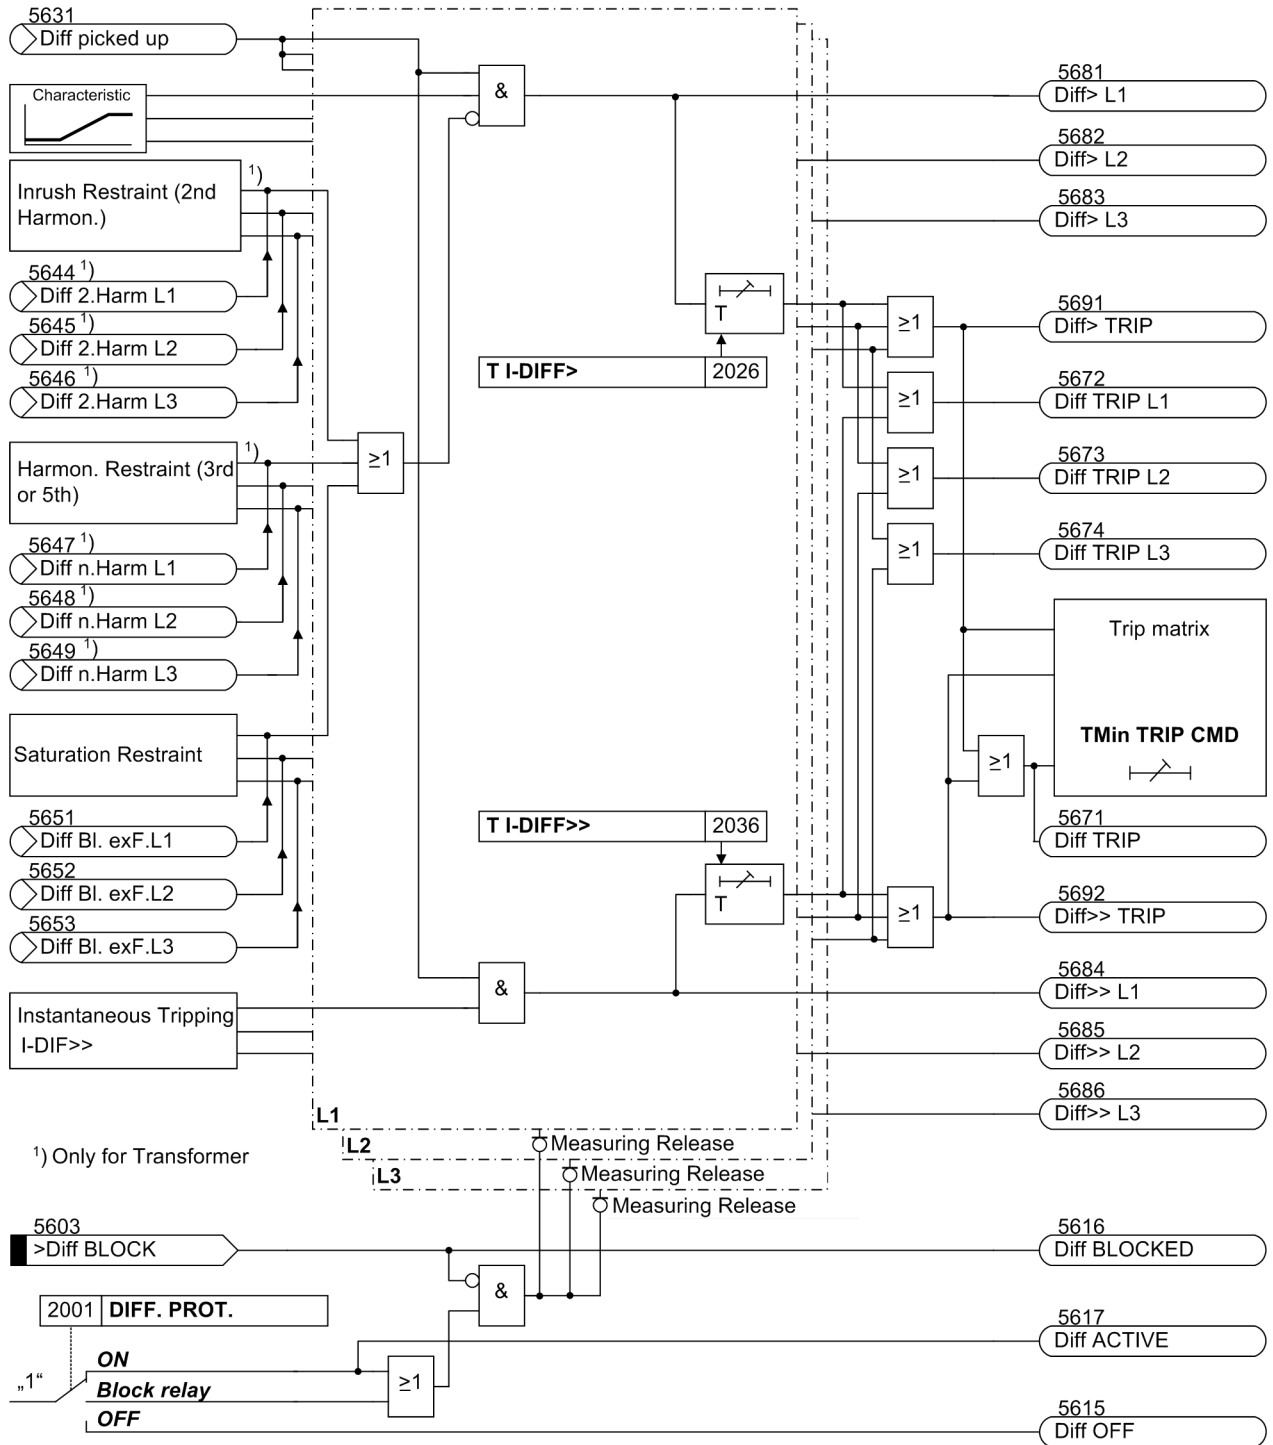 5631
Diff picked up
Characteristic
&
5681
Diff> L1
5682
Diff> L2
5683
Diff> L3
Inrush Restraint (2nd
Harmon.)
1)
5644 1)
Diff 2.Harm L1
5645 1)
Diff 2.Harm L2
5646 1)
Diff 2.Harm L3
T
T I-DIFF> 2026
≥1
5691
Diff> TRIP
≥1
5672
Diff TRIP L1
≥1
5673
Diff TRIP L2
≥1
5674
Diff TRIP L3
Harmon. Restraint (3rd
or 5th)
1)
≥1
5647 1)
Diff n.Harm L1
5648 1)
Diff n.Harm L2
5649 1)
Diff n.Harm L3
Trip matrix
TMin TRIP CMD
≥1
5671
Diff TRIP
Saturation Restraint
5651
Diff Bl. exF.L1
5652
Diff Bl. exF.L2
5653
Diff Bl. exF.L3
T I-DIFF>> 2036
T
≥1
5692
Diff>> TRIP
&
5684
Diff>> L1
5685
Diff>> L2
5686
Diff>> L3
Instantaneous Tripping
I-DIF>>
L1
L2
L3
Measuring Release
Measuring Release
Measuring Release
1) Only for Transformer
5603
>Diff BLOCK
&
5616
Diff BLOCKED
2001 DIFF. PROT.
5617
Diff ACTIVE
„1“
ON
Block relay
OFF
≥1
5615
Diff OFF